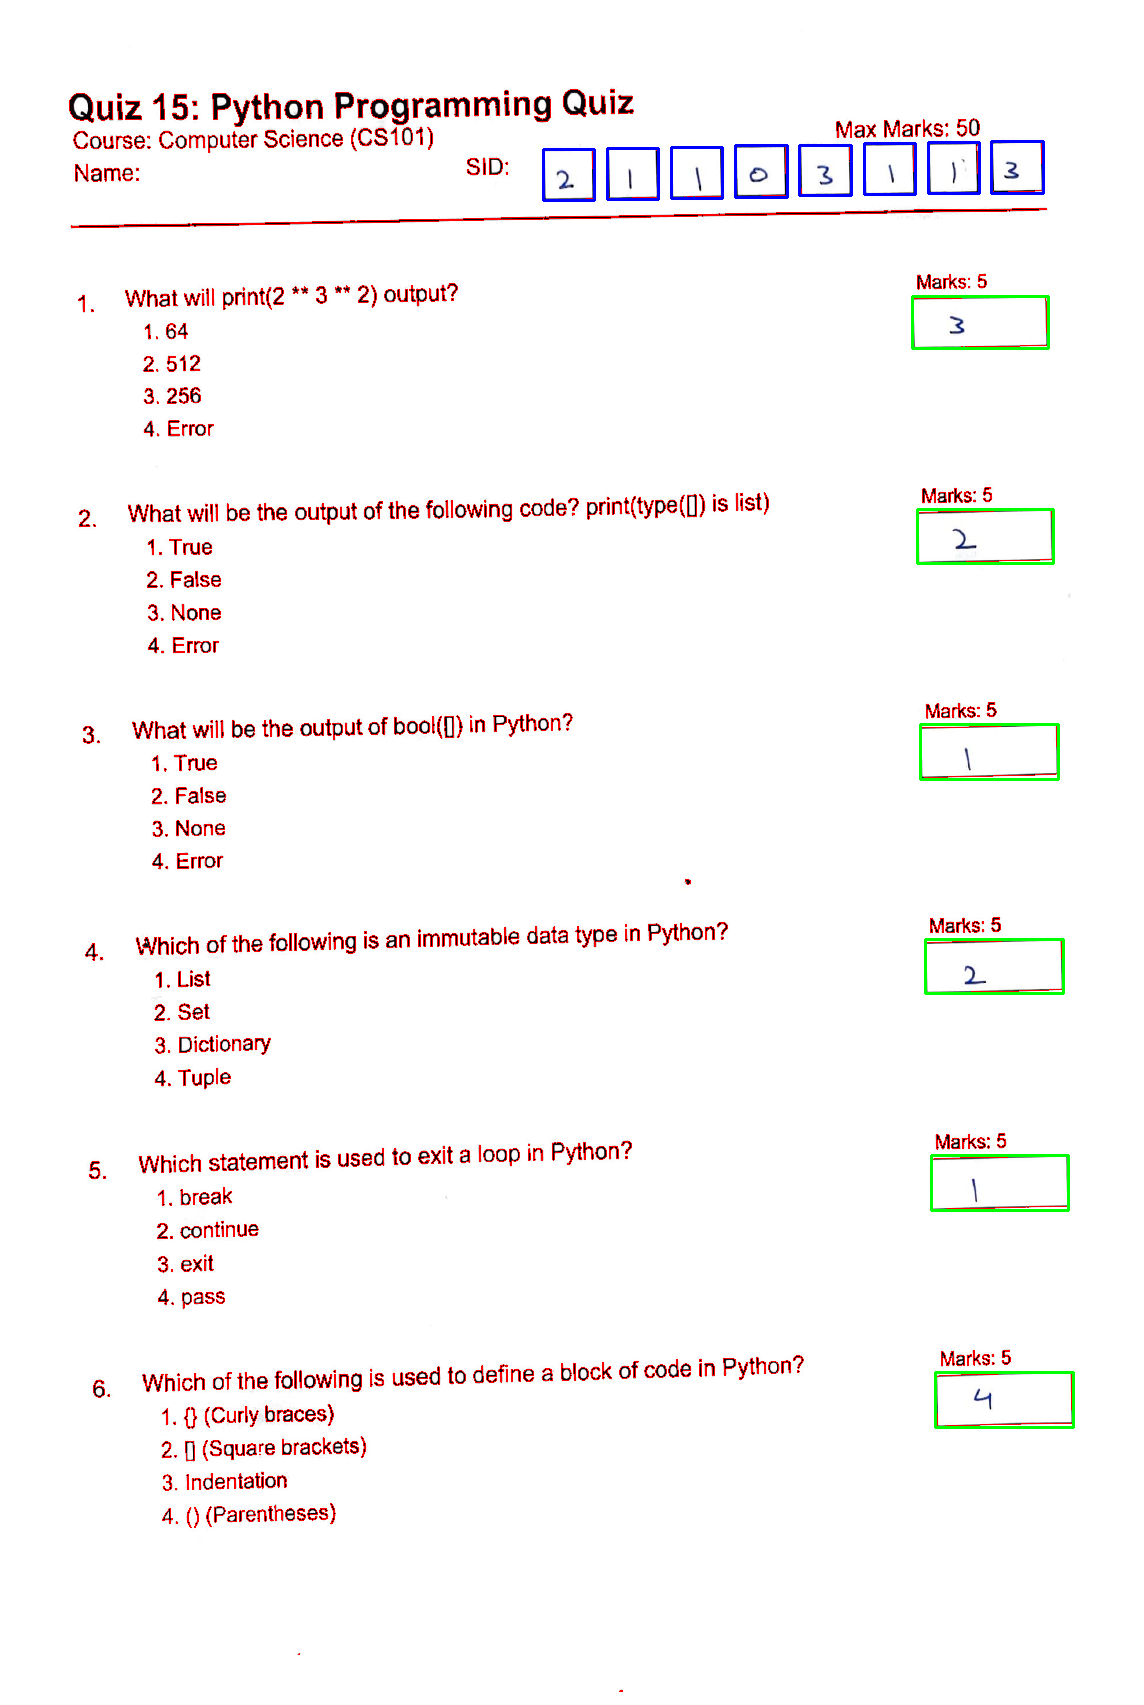 Quiz 15: Python Programming Quiz
Course: Computer Science (CS101)
Max Marks: 50
Name:
SID: 2 1 1 0 3 1 1 3
1. What will print(2 ** 3 ** 2) output?
Marks: 5
3
1. 64
2. 512
3. 256
4. Error
2. What will be the output of the following code? print(type([]) is list)
Marks: 5
2
1. True
2. False
3. None
4. Error
3. What will be the output of bool([]) in Python?
Marks: 5
1
1. True
2. False
3. None
4. Error
4. Which of the following is an immutable data type in Python?
Marks: 5
2
1. List
2. Set
3. Dictionary
4. Tuple
5. Which statement is used to exit a loop in Python?
Marks: 5
1
1. break
2. continue
3. exit
4. pass
6. Which of the following is used to define a block of code in Python?
Marks: 5
4
1. {} (Curly braces)
2. [] (Square brackets)
3. Indentation
4. () (Parentheses)